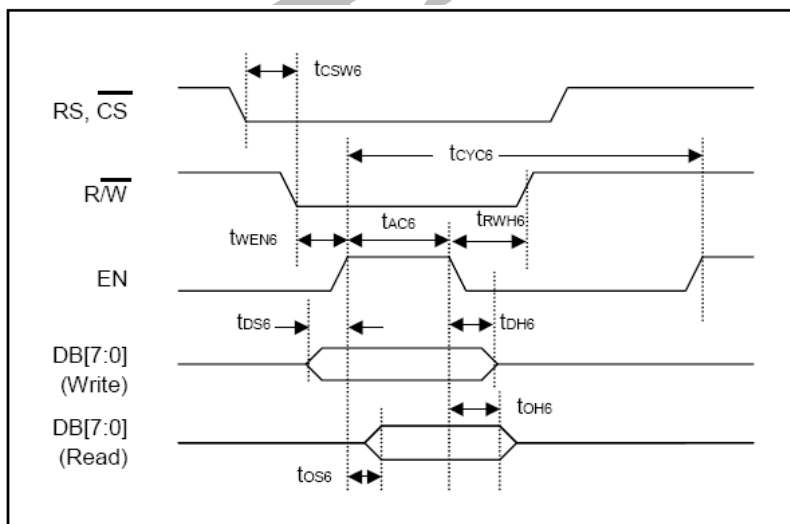 tCSW6
RS, CS
tCYC6
R/W
tWEN6
tAC6
tRWH6
EN
tDS6
tDH6
DB[7:0]
(Write)
tOH6
DB[7:0]
(Read)
tOS6